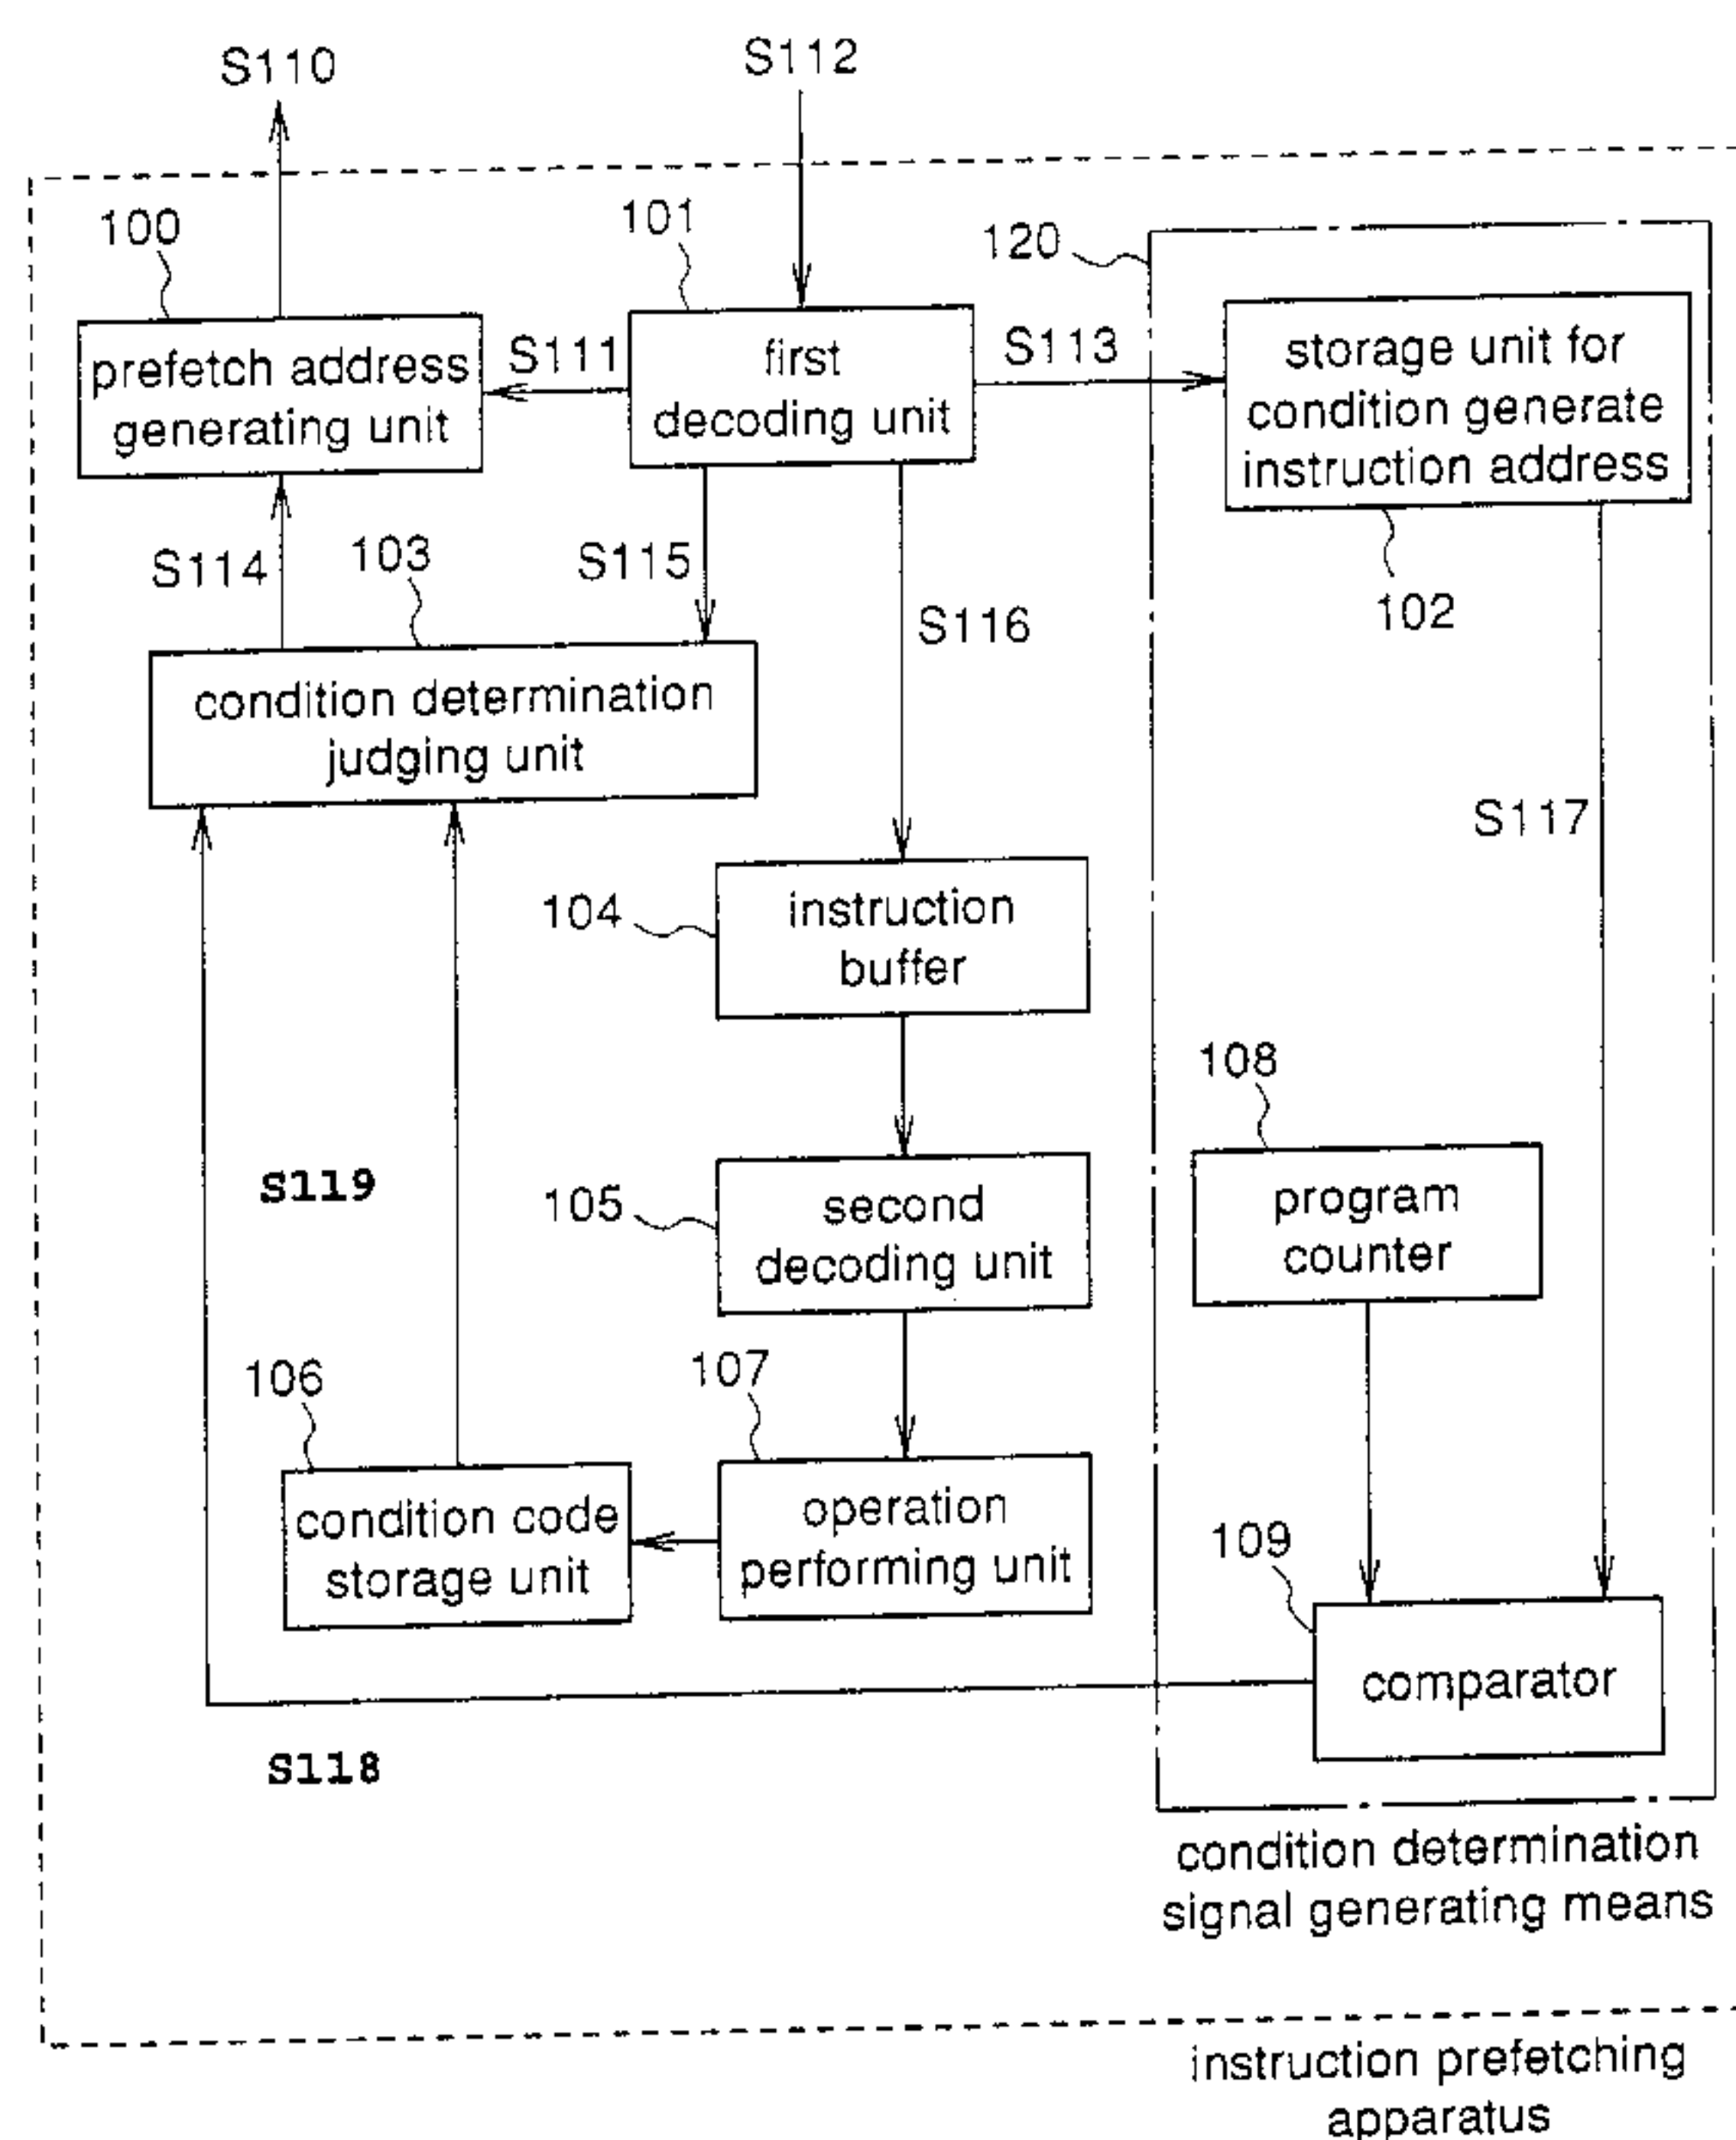 S110
S112
100
101
120
prefetch address
generating unit
S111
first
decoding unit
S113
storage unit for
condition generate
instruction address
S114
103
S115
S116
102
condition determination
judging unit
S117
104
instruction
buffer
108
S119
105
second
decoding unit
program
counter
106
107
condition code
storage unit
operation
performing unit
109
comparator
S118
condition determination
signal generating means
instruction prefetching
apparatus